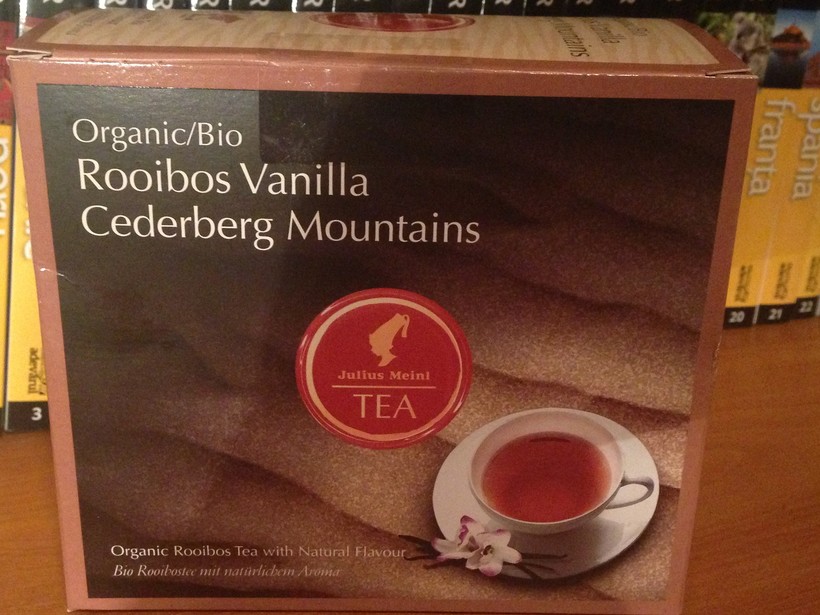 Organic/Bio
Rooibos Vanilla
Cederberg Mountains
Julius Meinl
TEA
Organic Rooibos Tea with Natural Flavour
Bio Rooibostee mit natürlichem Aroma
franta
spania
20
21
22
3